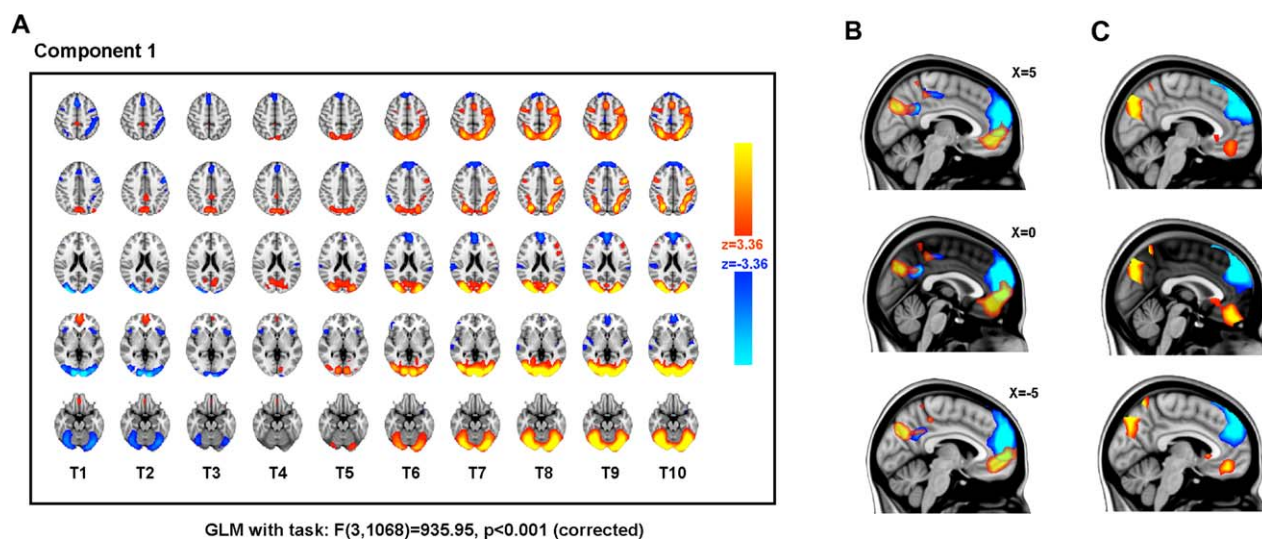 A
Component 1
T1 T2 T3 T4 T5 T6 T7 T8 T9 T10
z=3.36
z=-3.36
GLM with task: F(3,1068)=935.95, p<0.001 (corrected)
B
X=5
X=0
X=-5
C